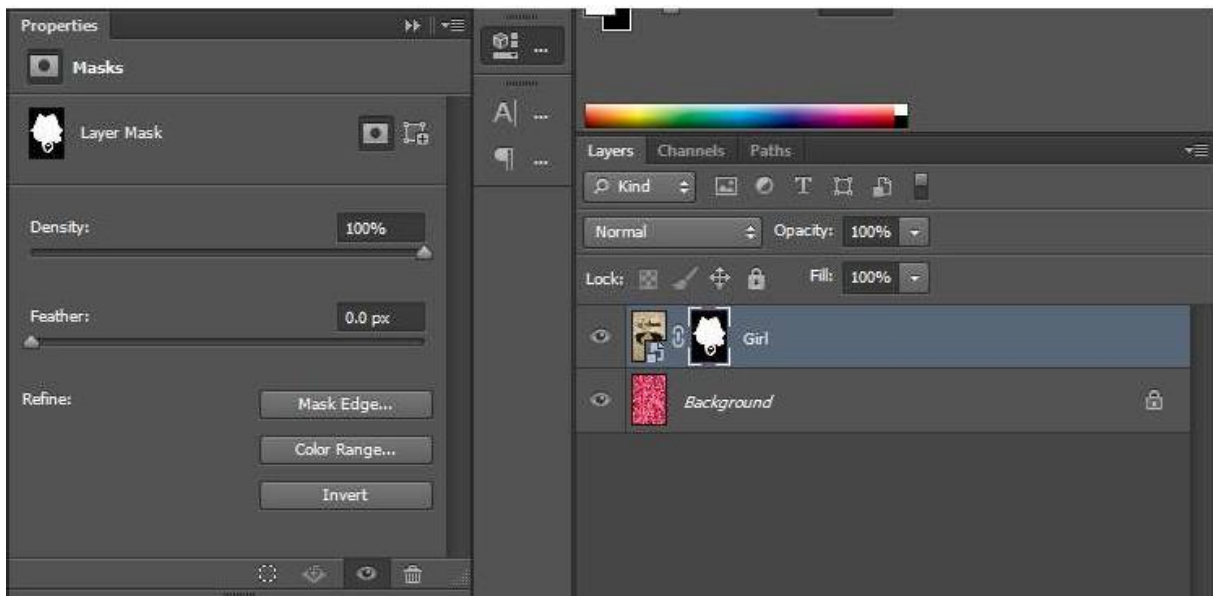 Properties
Masks
Layer Mask
Density: 100%
Feather: 0.0 px
Refine:
Mask Edge...
Color Range...
Invert
...
A| ...
¶ ...
Layers Channels Paths
Kind
T
Normal Opacity: 100%
Lock: Fill: 100%
Girl
Background